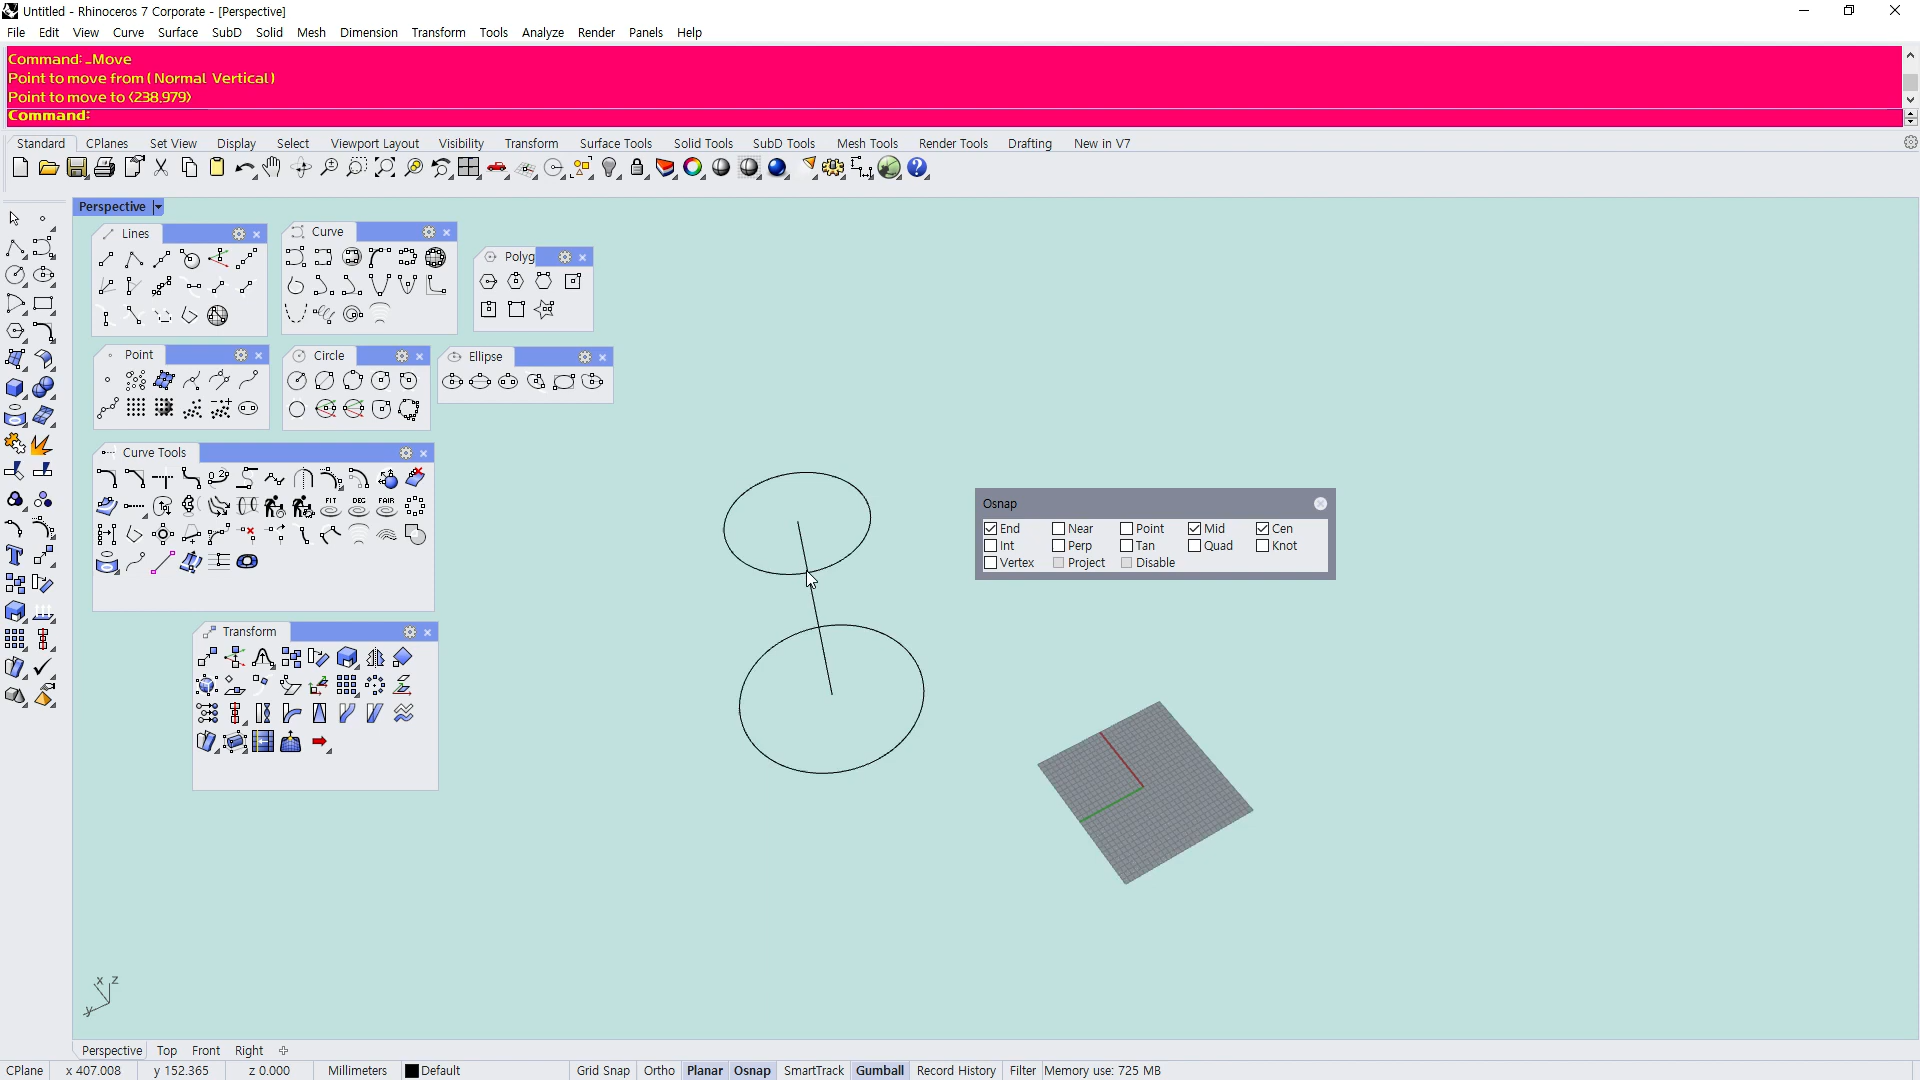 Untitled - Rhinoceros 7 Corporate - [Perspective]
File Edit View Curve Surface SubD Solid Mesh Dimension Transform Tools Analyze Render Panels Help
Command: _Move
Point to move from ( Normal Vertical )
Point to move to <238.979>
Command:
Standard CPlanes Set View Display Select Viewport Layout Visibility Transform Surface Tools Solid Tools SubD Tools Mesh Tools Render Tools Drafting New in V7
Perspective
Lines
Curve
Polyg
Point
Circle
Ellipse
Curve Tools
FIT DEG FAIR
Transform
Osnap
End Near Point Mid Cen
Int Perp Tan Quad Knot
Vertex Project Disable
x z
y
Perspective Top Front Right
CPlane x 407.008 y 152.365 z 0.000 Millimeters Default Grid Snap Ortho Planar Osnap SmartTrack Gumball Record History Filter Memory use: 725 MB